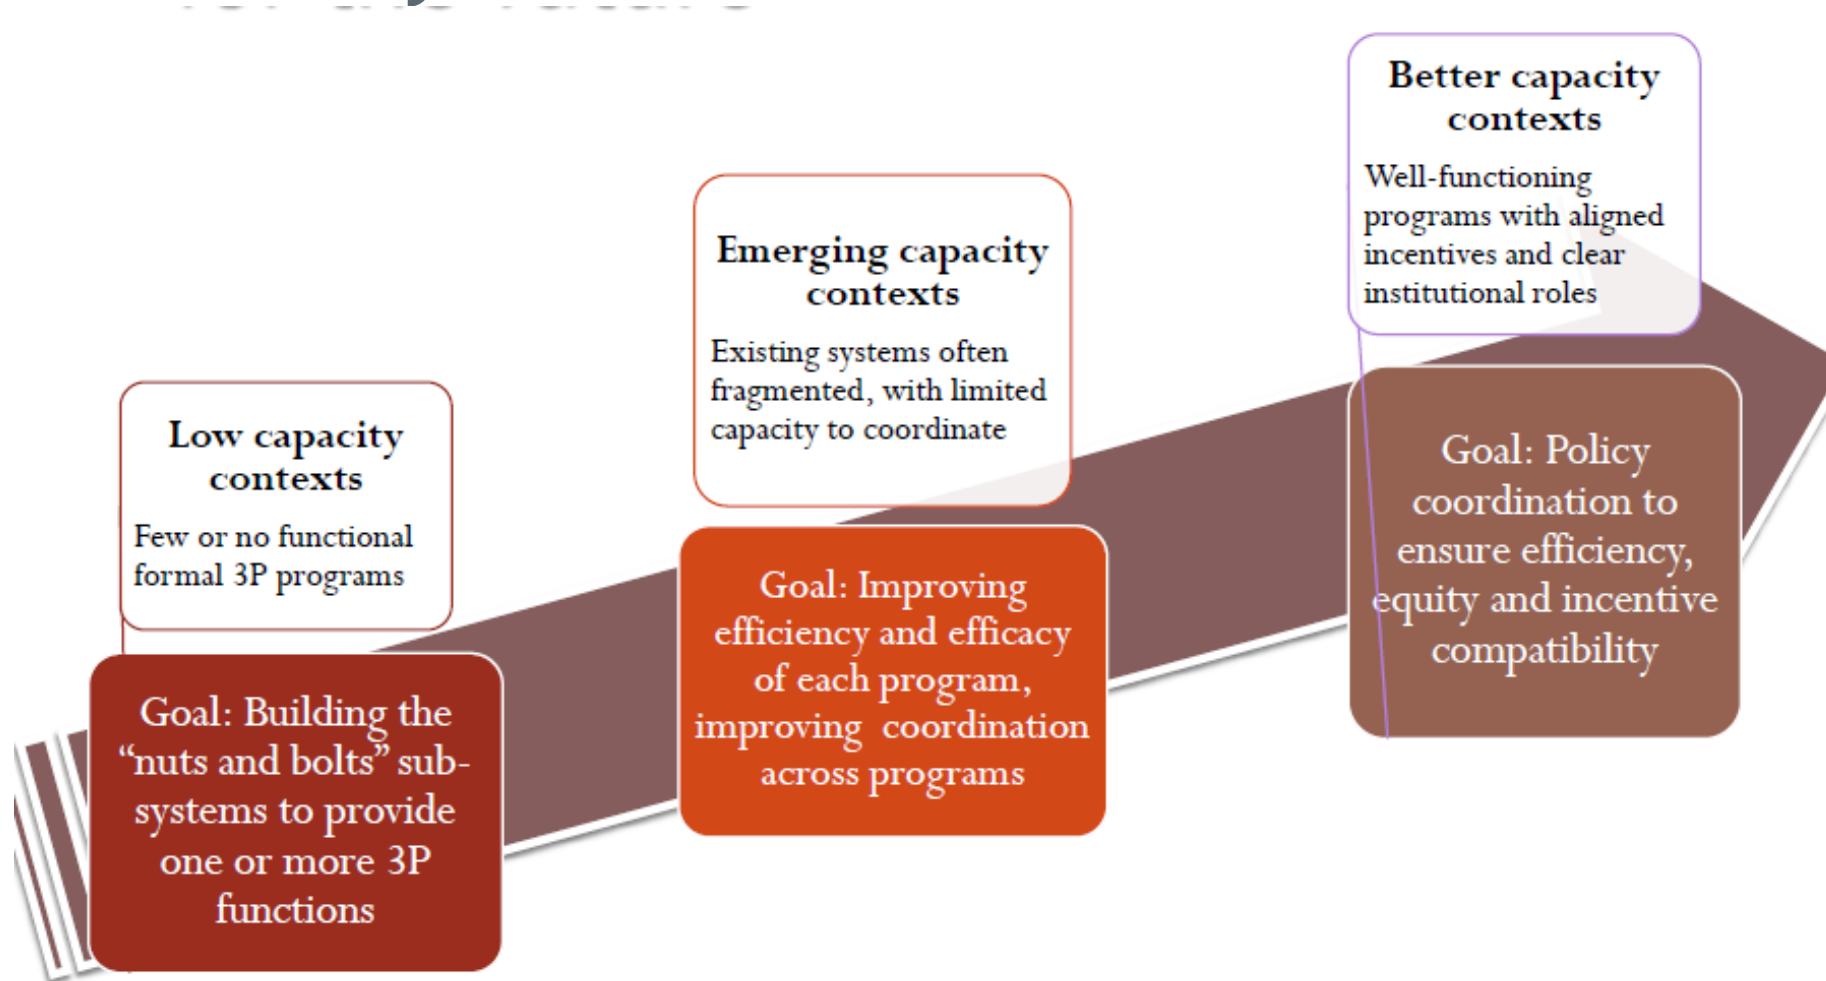 Low capacity
contexts
Few or no functional
formal 3P programs
Goal: Building the
“nuts and bolts” sub-
systems to provide
one or more 3P
functions
Emerging capacity
contexts
Existing systems often
fragmented, with limited
capacity to coordinate
Goal: Improving
efficiency and efficacy
of each program,
improving  coordination
across programs
Better capacity
contexts
Well-functioning
programs with aligned
incentives and clear
institutional roles
Goal: Policy
coordination to
ensure efficiency,
equity and incentive
compatibility